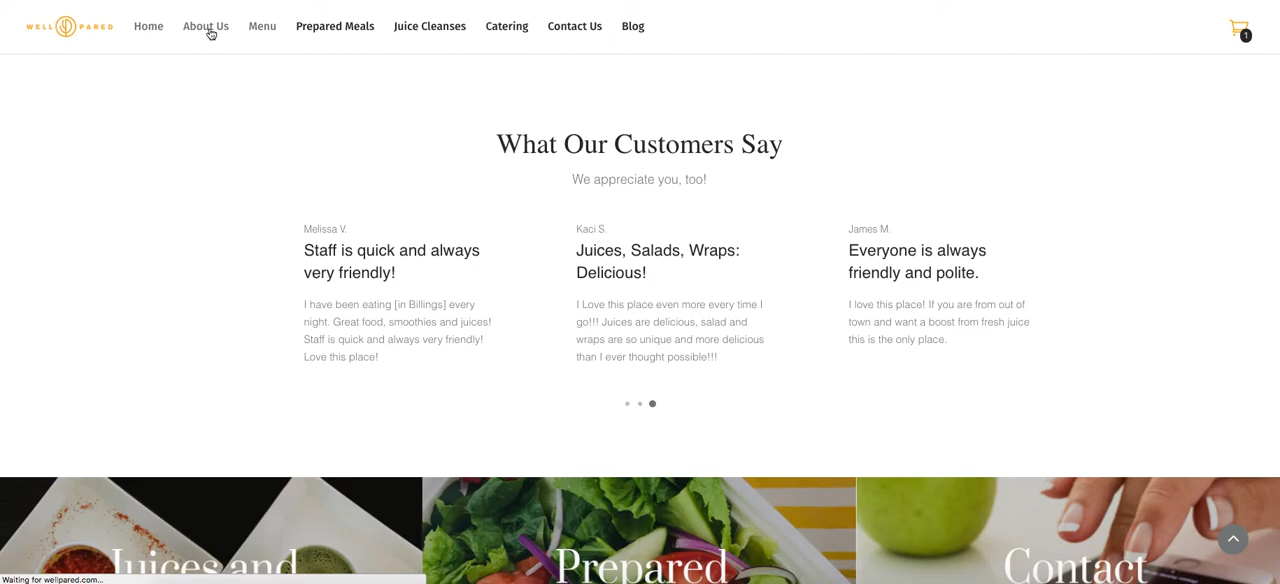 WELL PARED
Home About Us Menu Prepared Meals Juice Cleanses Catering Contact Us Blog
1
What Our Customers Say
We appreciate you, too!
Melissa V.
Staff is quick and always
very friendly!
I have been eating [in Billings] every
night. Great food, smoothies and juices!
Staff is quick and always very friendly!
Love this place!
Kaci S.
Juices, Salads, Wraps:
Delicious!
I Love this place even more every time I
go!!! Juices are delicious, salad and
wraps are so unique and more delicious
than I ever thought possible!!!
James M.
Everyone is always
friendly and polite.
I love this place! If you are from out of
town and want a boost from fresh juice
this is the only place.
Juices and
Prepared
Contact
Waiting for wellpared.com...